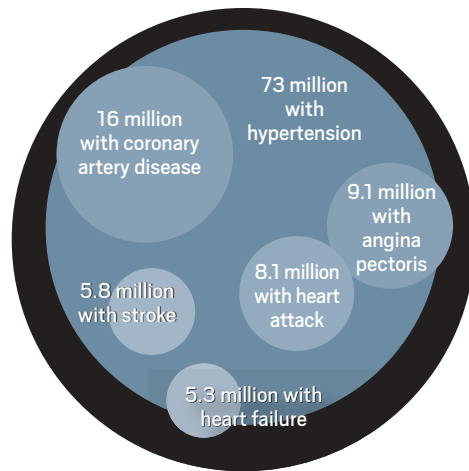 73 million
with
hypertension
16 million
with coronary
artery disease
9.1 million
with
angina
pectoris
8.1 million
with heart
attack
5.8 million
with stroke
5.3 million with
heart failure